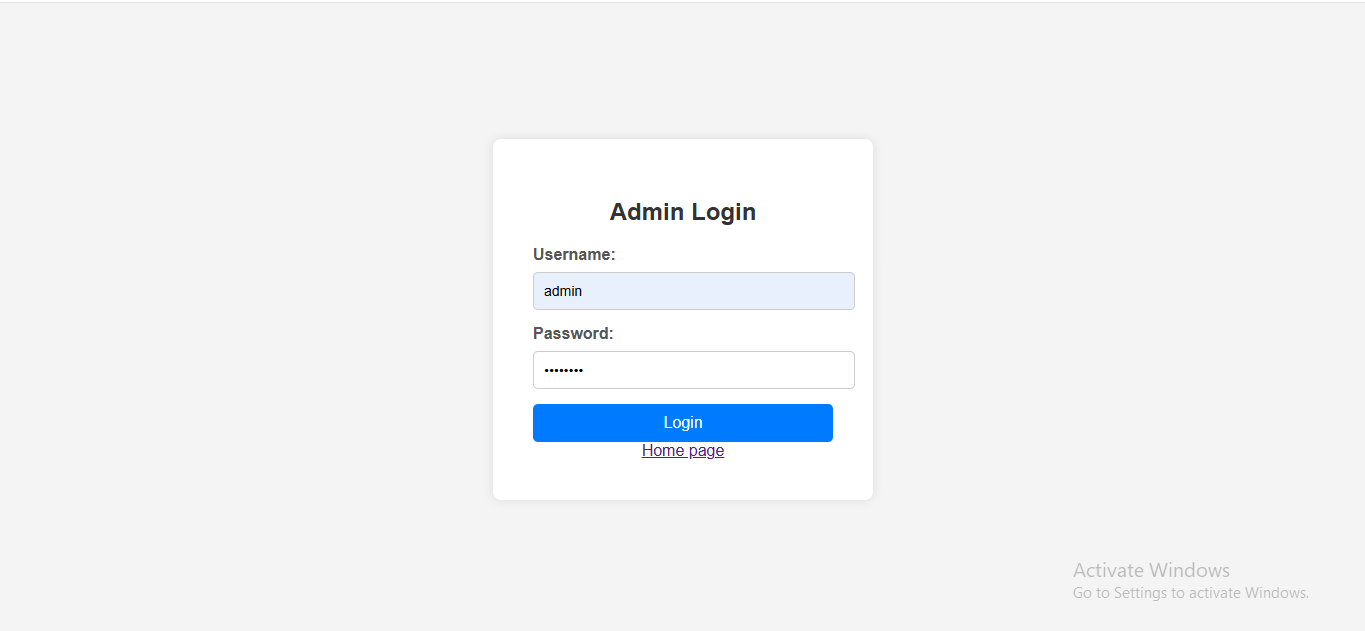 Admin Login
Username:
admin
Password:
••••••••
Login
Home page
Activate Windows
Go to Settings to activate Windows.